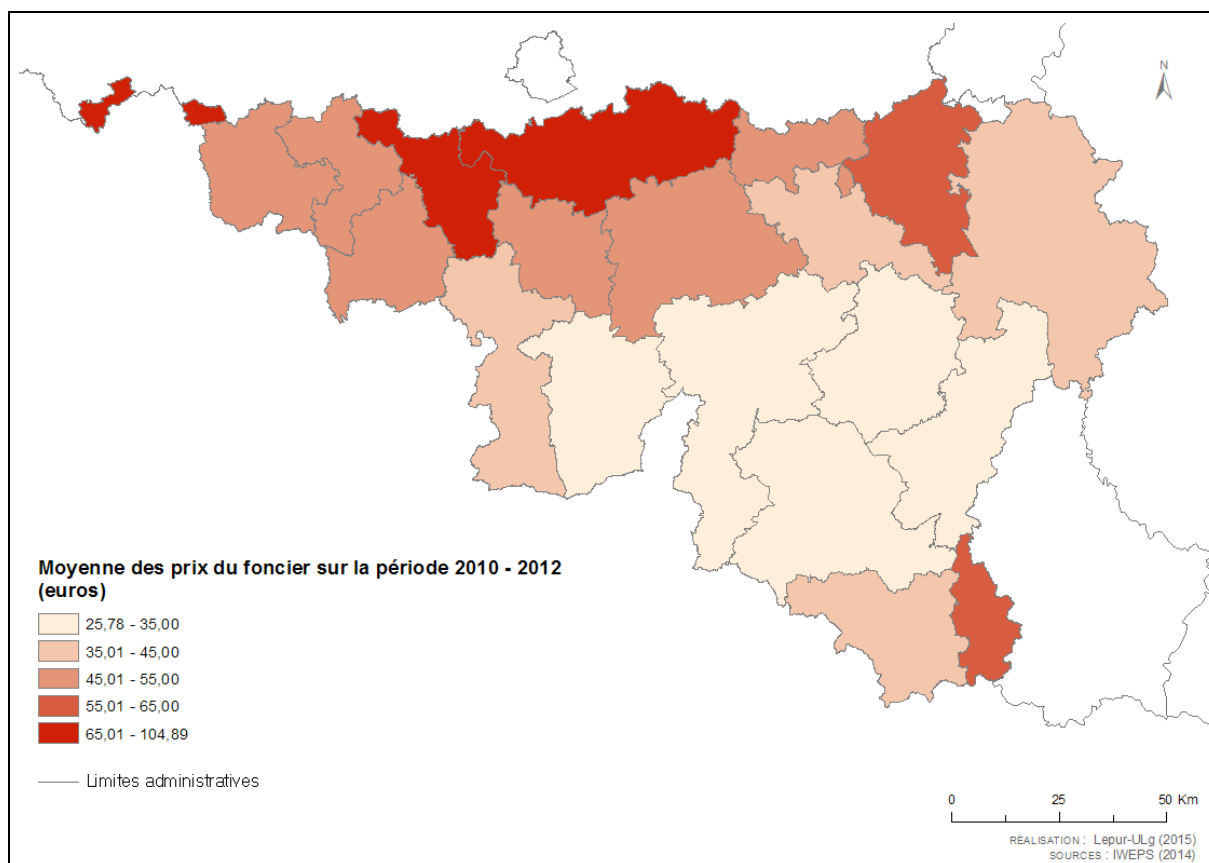 N
Moyenne des prix du foncier sur la période 2010 - 2012
(euros)
25,78 - 35,00
35,01 - 45,00
45,01 - 55,00
55,01 - 65,00
65,01 - 104,89
Limites administratives
0 25 50 Km
RÉALISATION : Lepur-ULg (2015)
SOURCES : IWEPS (2014)